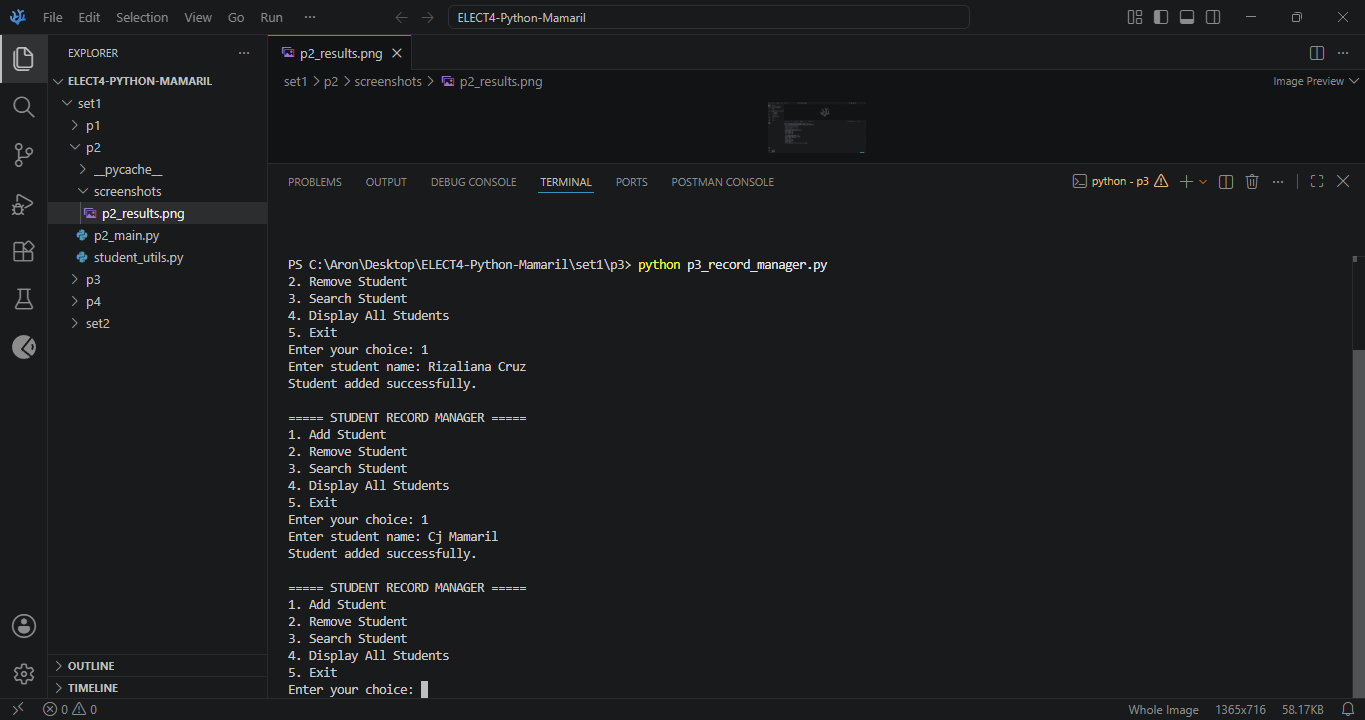 File Edit Selection View Go Run ··· ELECT4-Python-Mamaril
EXPLORER ···
ELECT4-PYTHON-MAMARIL
set1
p1
p2
__pycache__
screenshots
p2_results.png
p2_main.py
student_utils.py
p3
p4
set2
OUTLINE
TIMELINE
p2_results.png
set1 > p2 > screenshots > p2_results.png
Image Preview
PROBLEMS OUTPUT DEBUG CONSOLE TERMINAL PORTS POSTMAN CONSOLE
python - p3
PS C:\Aron\Desktop\ELECT4-Python-Mamaril\set1\p3> python p3_record_manager.py
2. Remove Student
3. Search Student
4. Display All Students
5. Exit
Enter your choice: 1
Enter student name: Rizaliana Cruz
Student added successfully.
===== STUDENT RECORD MANAGER =====
1. Add Student
2. Remove Student
3. Search Student
4. Display All Students
5. Exit
Enter your choice: 1
Enter student name: Cj Mamaril
Student added successfully.
===== STUDENT RECORD MANAGER =====
1. Add Student
2. Remove Student
3. Search Student
4. Display All Students
5. Exit
Enter your choice:
0 0
Whole Image 1365x716 58.17KB